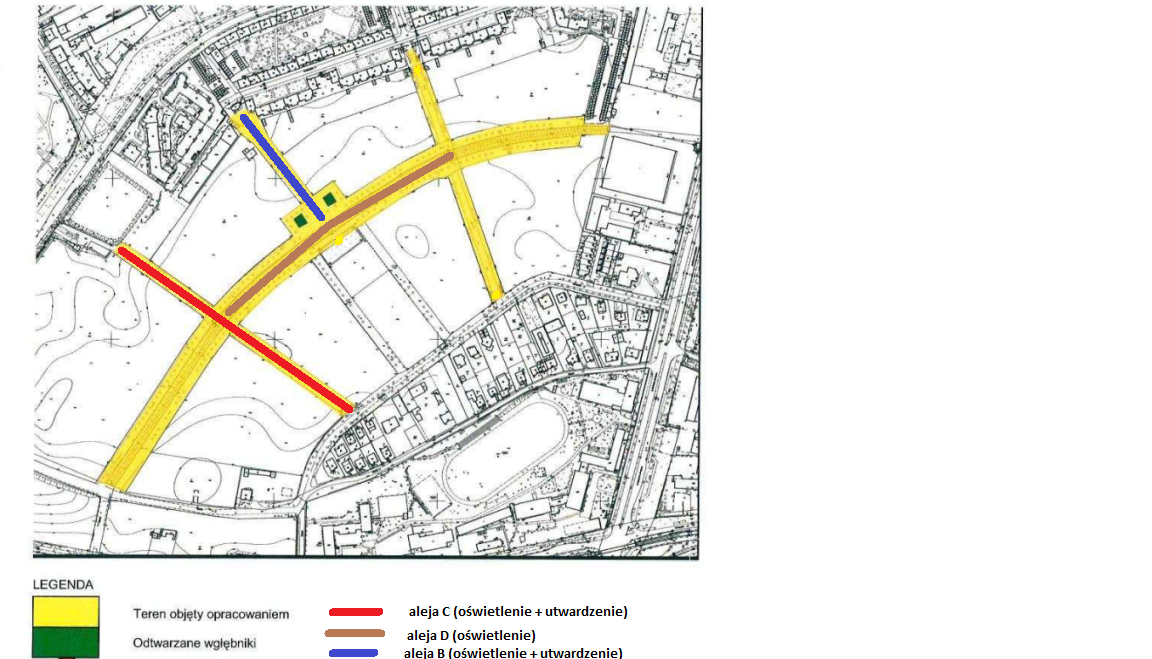 LEGENDA
Teren objęty opracowaniem
Odtwarzane wgłębniki
aleja C (oświetlenie + utwardzenie)
aleja D (oświetlenie)
aleja B (oświetlenie + utwardzenie)